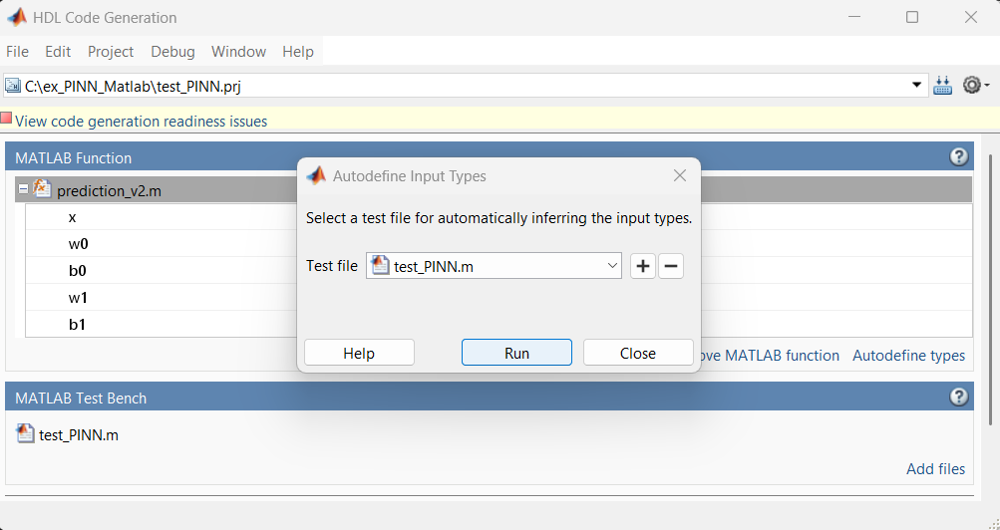 HDL Code Generation
File Edit Project Debug Window Help
C:\ex_PINN_Matlab\test_PINN.prj
View code generation readiness issues
MATLAB Function
prediction_v2.m
x
w0
b0
w1
b1
Autodefine Input Types
Select a test file for automatically inferring the input types.
Test file test_PINN.m
Help Run Close
MATLAB function Autodefine types
MATLAB Test Bench
test_PINN.m
Add files